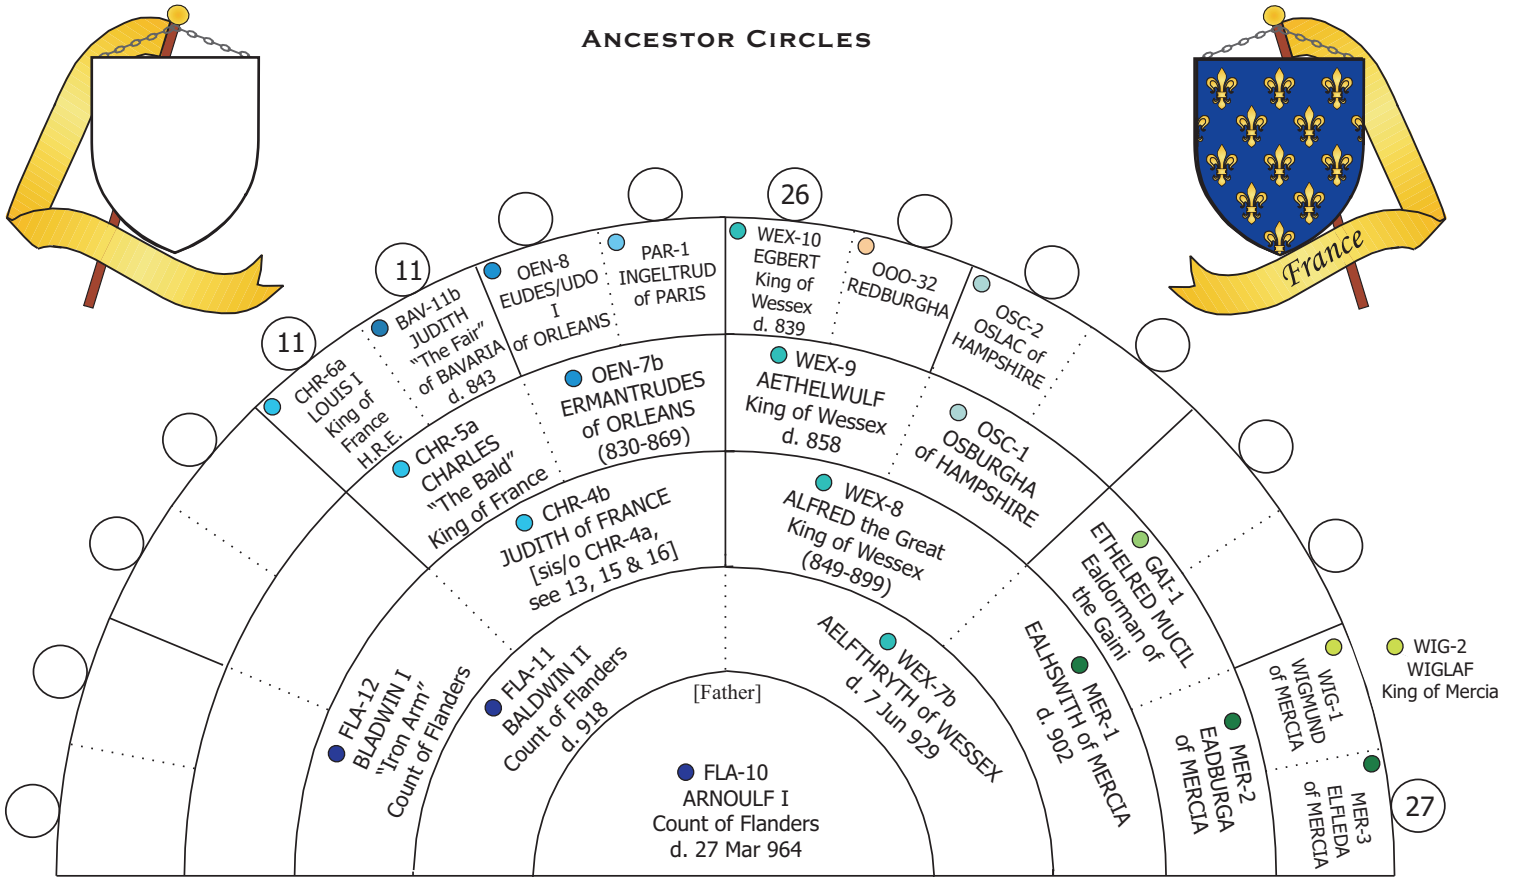 ANCESTOR CIRCLES
France
11
11
26
27
CHR-6a
LOUIS I
King of
France
H.R.E.
BAV-11b
JUDITH
“The Fair”
of BAVARIA
d. 843
OEN-8
EUDES/UDO
I
of ORLEANS
PAR-1
INGELTRUD
of PARIS
WEX-10
EGBERT
King of
Wessex
d. 839
OOO-32
REDBURGHA
OSC-2
OSLAC of
HAMPSHIRE
CHR-5a
CHARLES
“The Bald”
King of France
OEN-7b
ERMANTRUDES
of ORLEANS
(830-869)
WEX-9
AETHELWULF
King of Wessex
d. 858
OSC-1
OSBURGHA
of HAMPSHIRE
GAI-1
ETHELRED MUCIL
Ealdorman of
the Gaini
MER-2
EADBURGA
of MERCIA
WIG-1
WIGMUND
of MERCIA
MER-3
ELFLEDA
of MERCIA
WIG-2
WIGLAF
King of Mercia
FLA-12
BLADWIN I
“Iron Arm”
Count of Flanders
CHR-4b
JUDITH of FRANCE
[sis/o CHR-4a,
see 13, 15 & 16]
WEX-8
ALFRED the Great
King of Wessex
(849-899)
MER-1
EALHSWITH of MERCIA
d. 902
FLA-11
BALDWIN II
Count of Flanders
d. 918
WEX-7b
AELFTHRYTH of WESSEX
d. 7 Jun 929
[Father]
FLA-10
ARNOULF I
Count of Flanders
d. 27 Mar 964